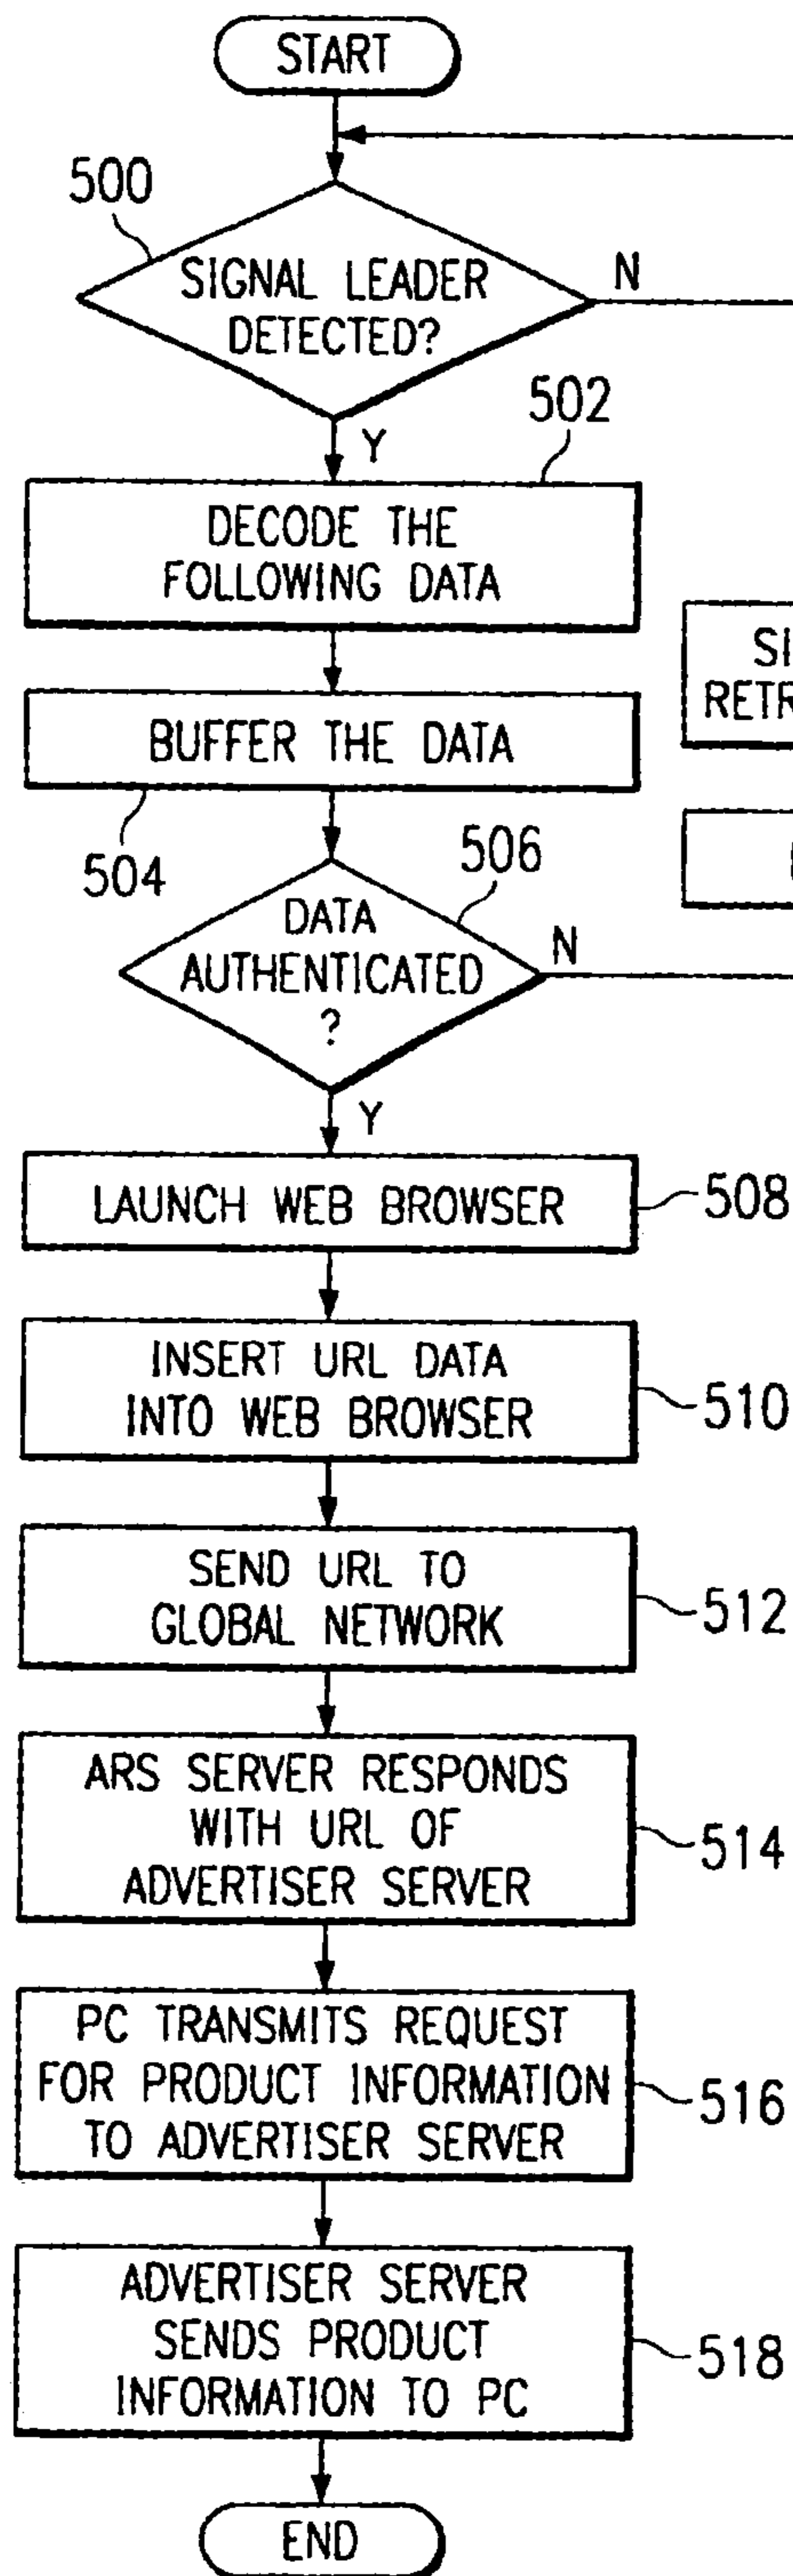 START
500
SIGNAL LEADER
DETECTED?
N
Y
502
DECODE THE
FOLLOWING DATA
BUFFER THE DATA
504
506
DATA
AUTHENTICATED
?
N
Y
LAUNCH WEB BROWSER
508
INSERT URL DATA
INTO WEB BROWSER
510
SEND URL TO
GLOBAL NETWORK
512
ARS SERVER RESPONDS
WITH URL OF
ADVERTISER SERVER
514
PC TRANSMITS REQUEST
FOR PRODUCT INFORMATION
TO ADVERTISER SERVER
516
ADVERTISER SERVER
SENDS PRODUCT
INFORMATION TO PC
518
END
SI
RETR